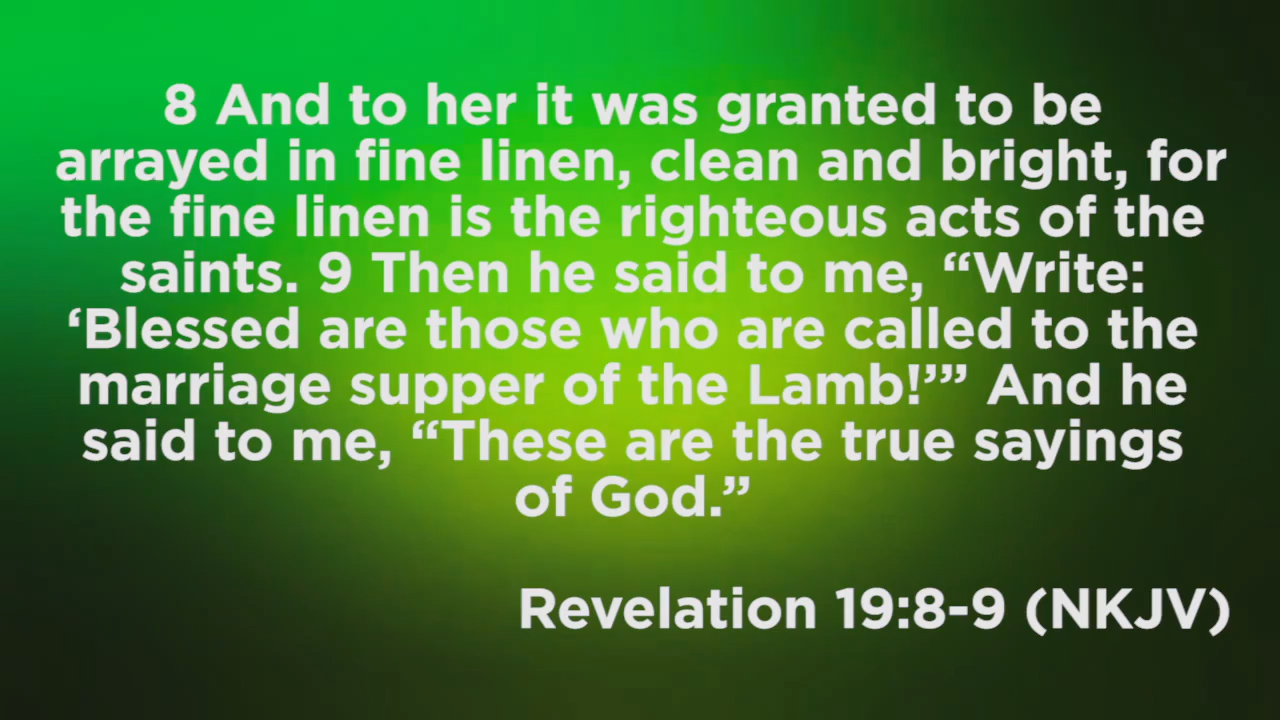 8 And to her it was granted to be
arrayed in fine linen, clean and bright, for
the fine linen is the righteous acts of the
saints. 9 Then he said to me, “Write:
‘Blessed are those who are called to the
marriage supper of the Lamb!’” And he
said to me, “These are the true sayings
of God.”
Revelation 19:8-9 (NKJV)